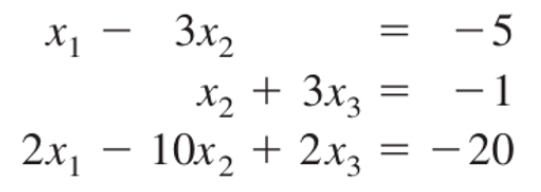 x₁ − 3x₂ = −5
x₂ + 3x₃ = −1
2x₁ − 10x₂ + 2x₃ = −20